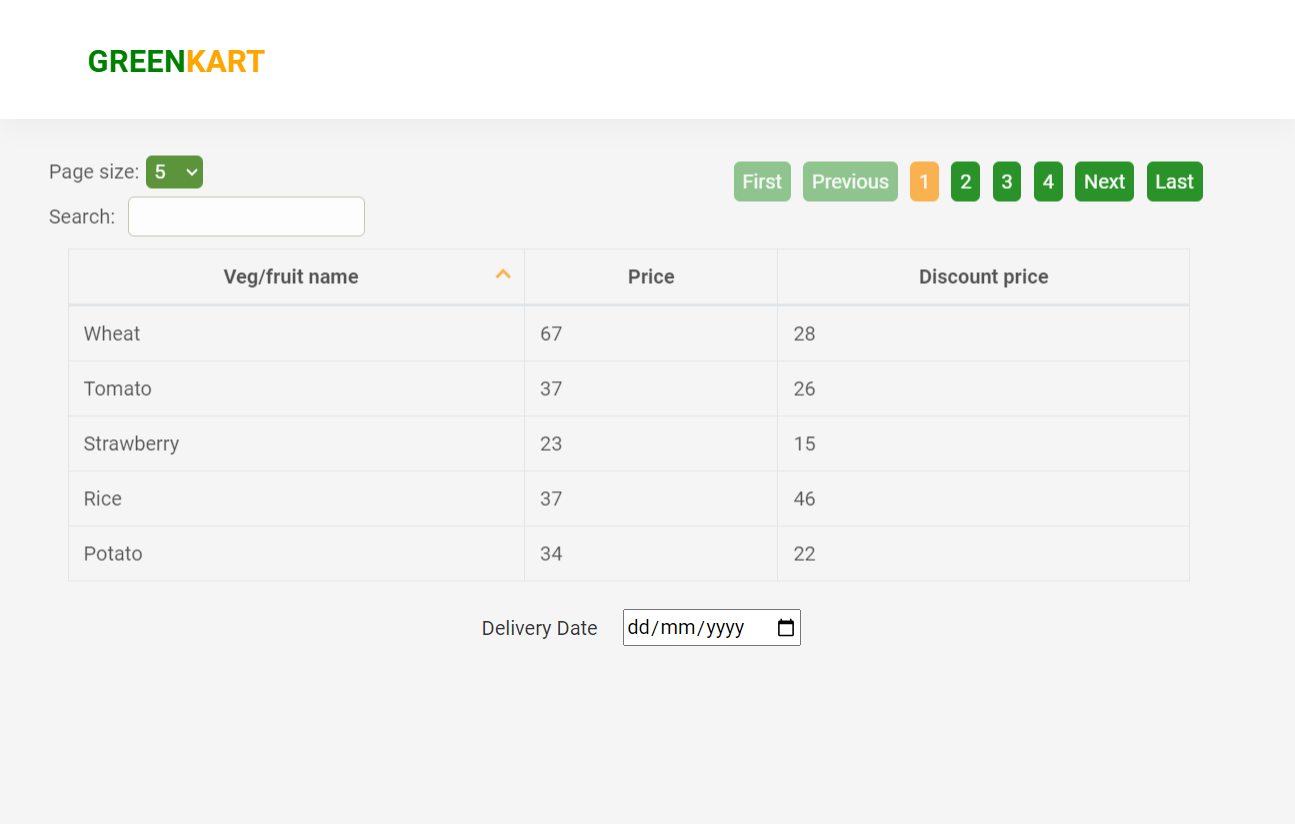 GREENKART
Page size: 5
First Previous 1 2 3 4 Next Last
Search:
Veg/fruit name Price Discount price
Wheat 67 28
Tomato 37 26
Strawberry 23 15
Rice 37 46
Potato 34 22
Delivery Date dd/mm/yyyy